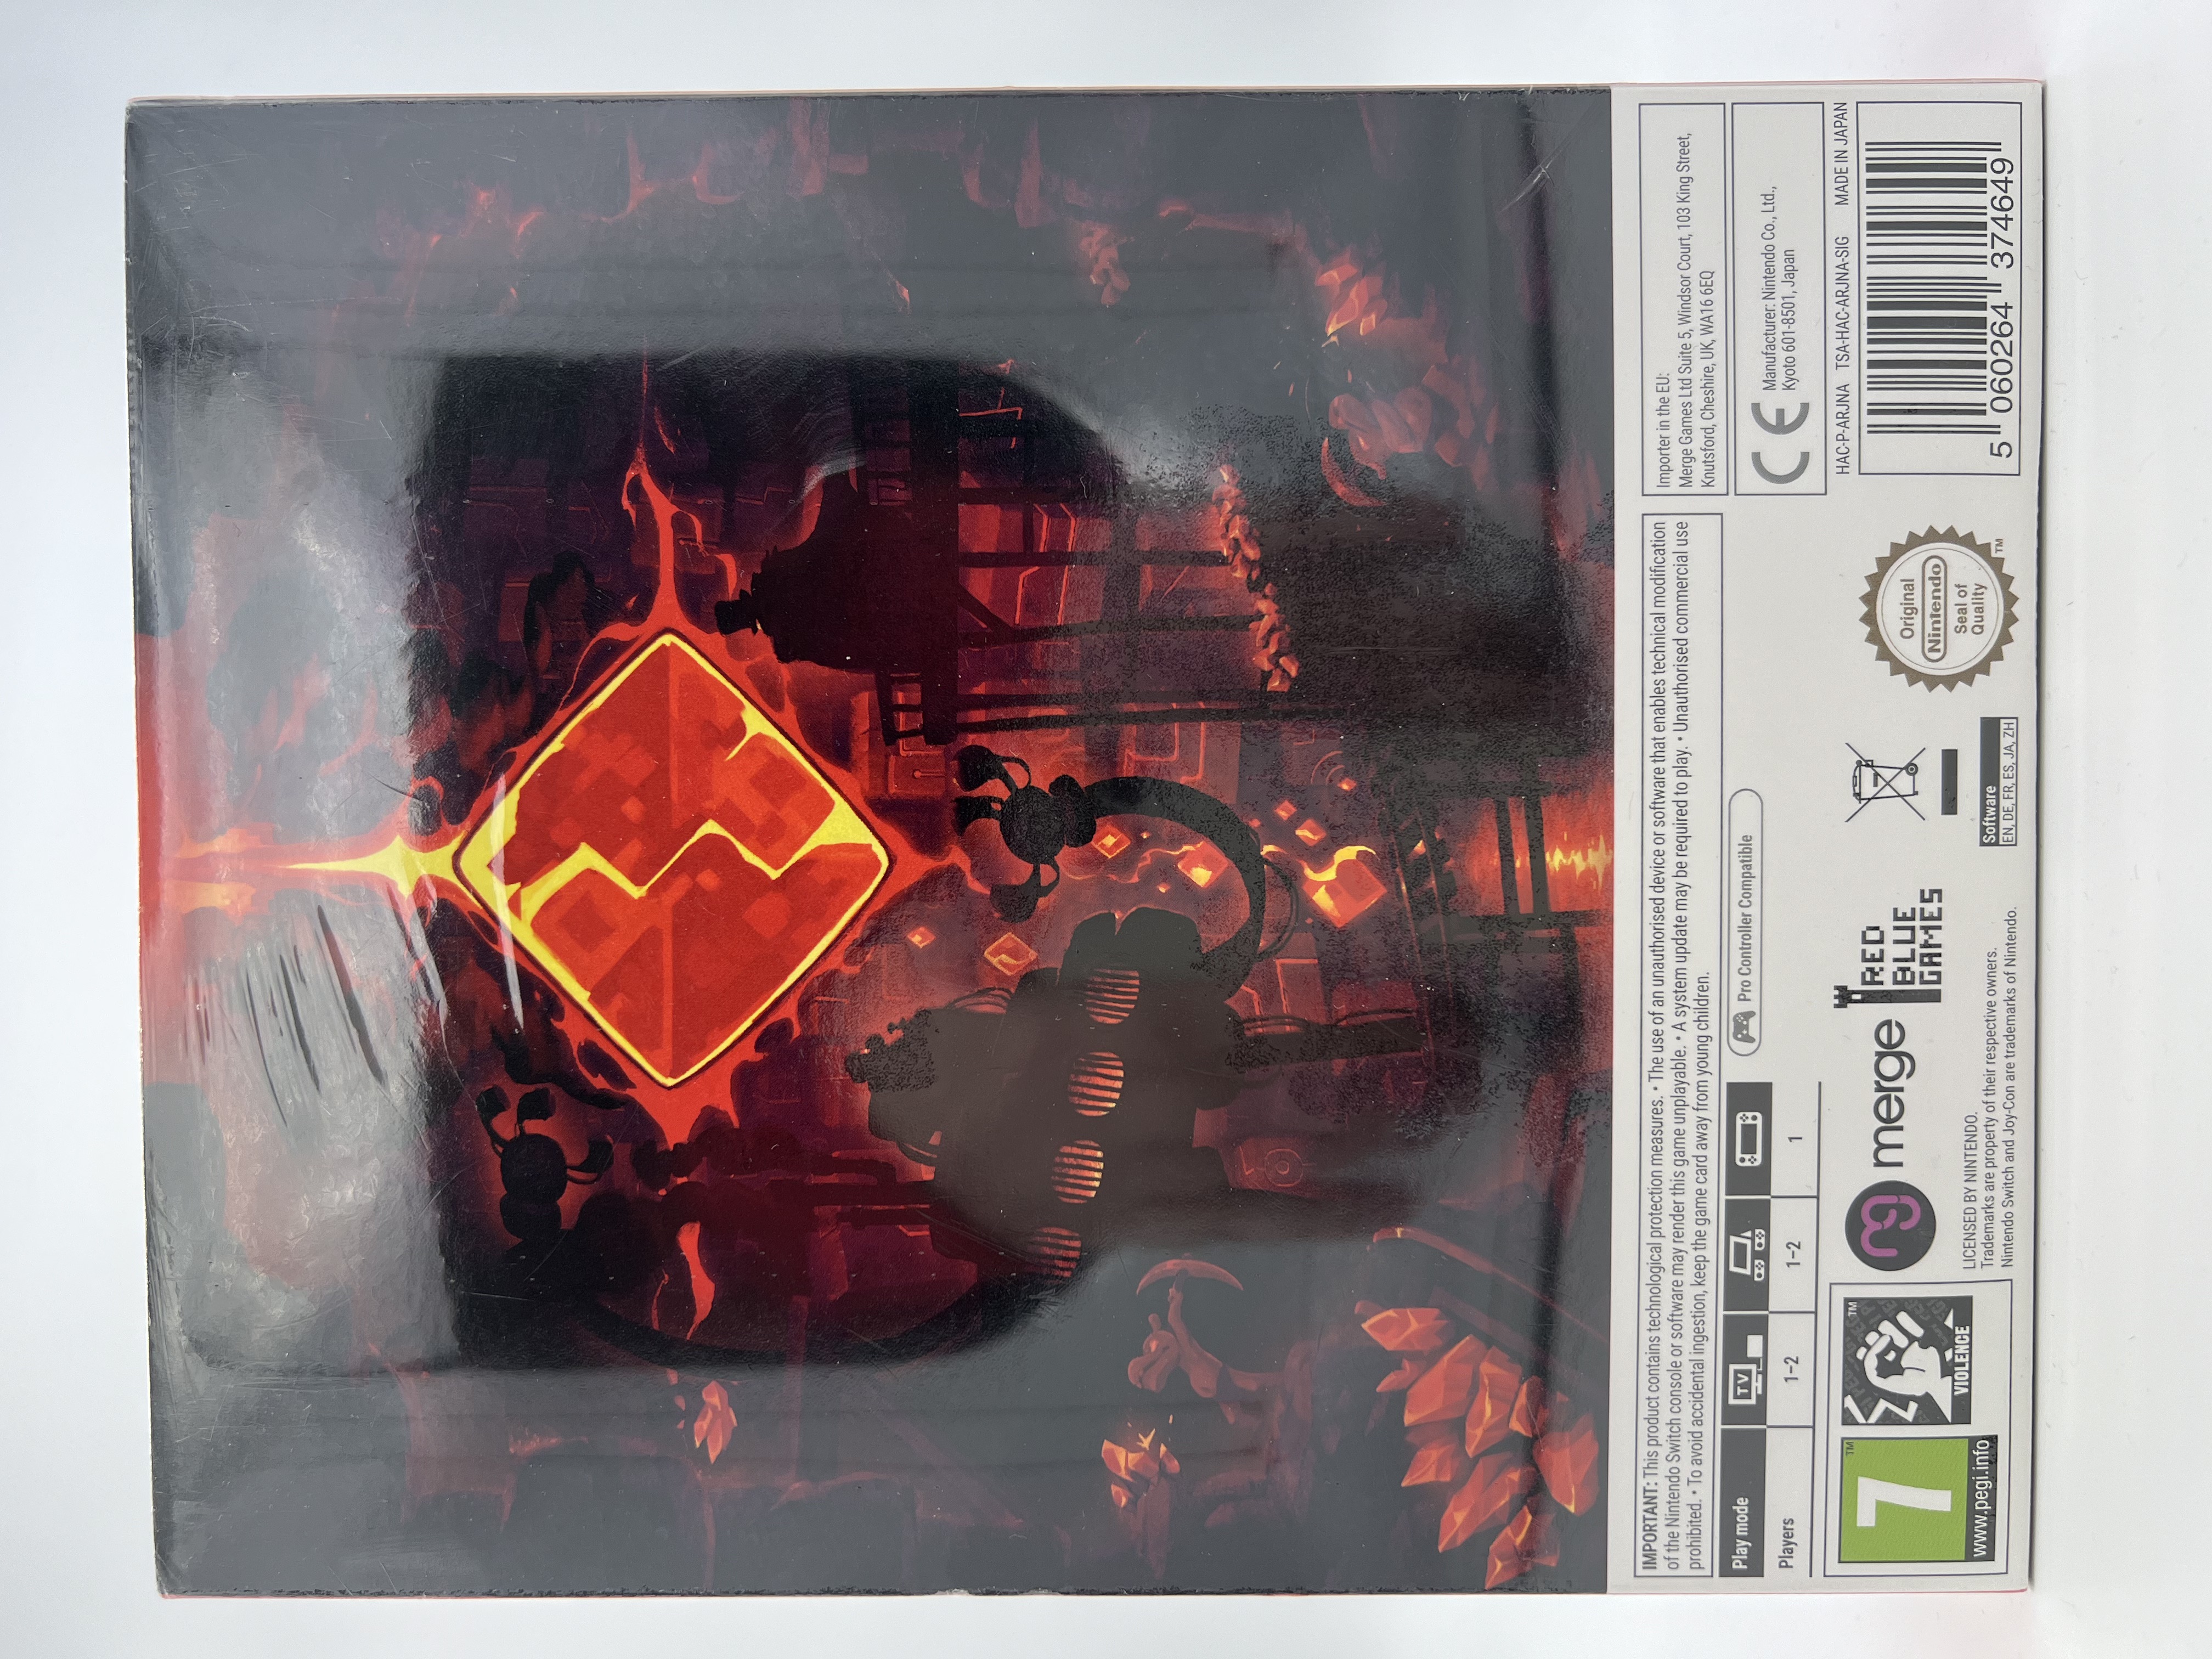 IMPORTANT: This product contains technological protection measures. • The use of an unauthorised device or software that enables technical modification
of the Nintendo Switch console or software may render this game unplayable. • A system update may be required to play. • Unauthorised commercial use
prohibited. • To avoid accidental ingestion, keep the game card away from young children.
Importer in the EU:
Merge Games Ltd Suite 5, Windsor Court, 103 King Street,
Knutsford, Cheshire, UK, WA16 6EQ
Play mode
TV
Pro Controller Compatible
Players
1-2
1-2
1
CE
Manufacturer: Nintendo Co., Ltd.,
Kyoto 601-8501, Japan
HAC-P-ARJNA TSA-HAC-ARJNA-SIG MADE IN JAPAN
7
TM
www.pegi.info
TM
VIOLENCE
mg merge
RED
BLUE
GAMES
LICENSED BY NINTENDO.
Trademarks are property of their respective owners.
Nintendo Switch and Joy-Con are trademarks of Nintendo.
Software
EN, DE, FR, ES, JA, ZH
Original
Nintendo
Seal of
Quality
TM
5 060264 374649